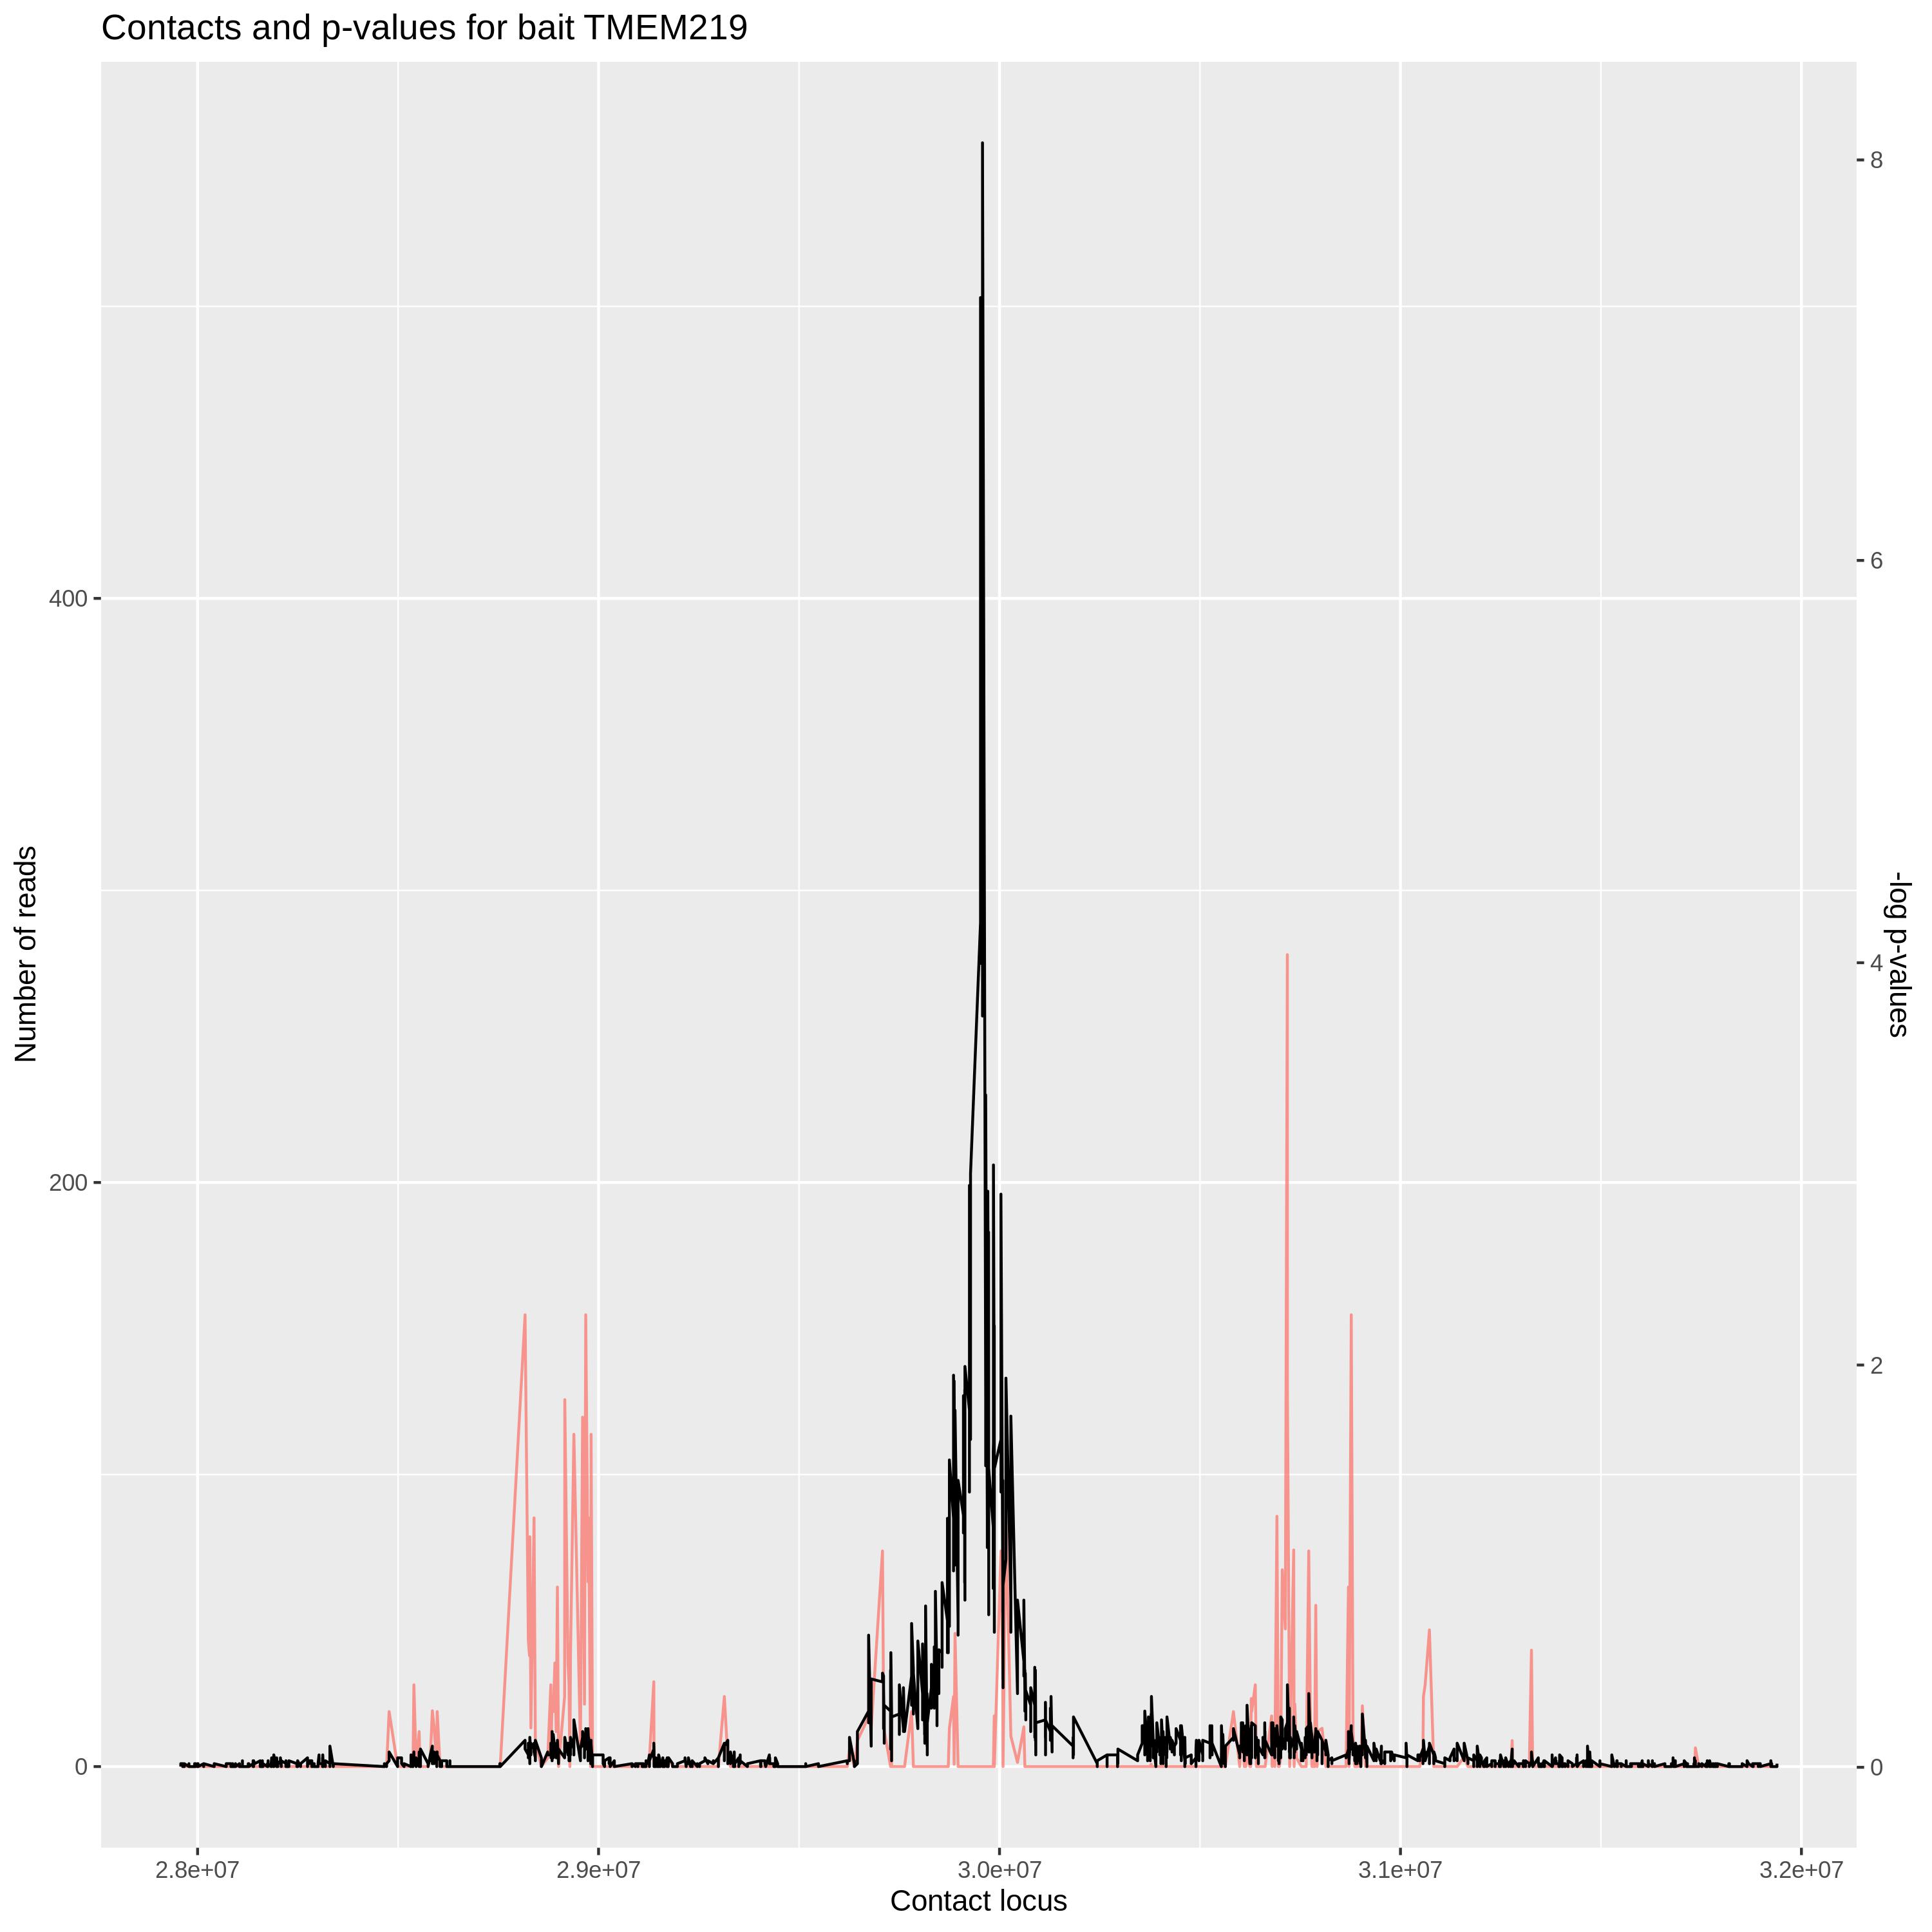 Contacts and p-values for bait TMEM219
Number of reads
400
200
0
8
6
4
2
0
-log p-values
2.8e+07 2.9e+07 3.0e+07 3.1e+07 3.2e+07
Contact locus